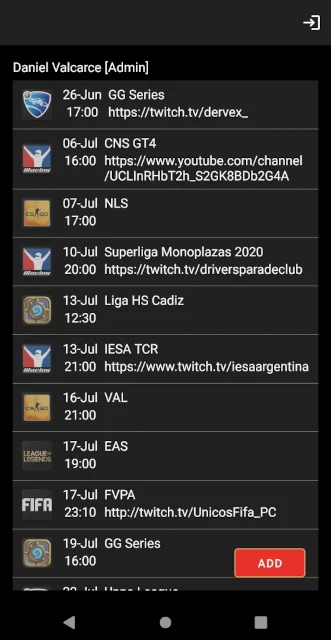 Daniel Valcarce [Admin]
26-Jun GG Series
17:00 https://twitch.tv/dervex_
06-Jul CNS GT4
16:00 https://www.youtube.com/channel
/UCLlnRHbT2h_S2GK8BDb2G4A
iRacing
07-Jul NLS
17:00
CS:GO
10-Jul Superliga Monoplazas 2020
20:00 https://twitch.tv/driversparadeclub
iRacing
13-Jul Liga HS Cadiz
12:30
13-Jul IESA TCR
21:00 https://www.twitch.tv/iesaargentina
iRacing
16-Jul VAL
21:00
CS:GO
17-Jul EAS
19:00
LEAGUE OF
LEGENDS
17-Jul FVPA
23:10 http://twitch.tv/UnicosFifa_PC
FIFA
19-Jul GG Series
16:00
ADD